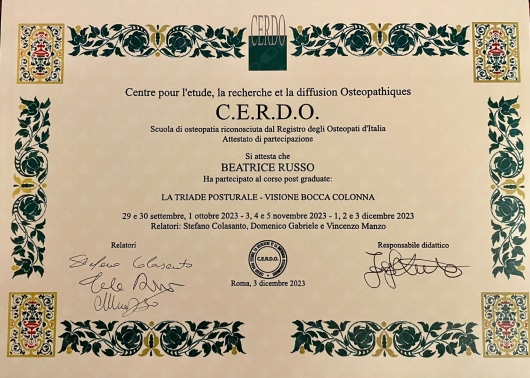 CERDO
Centre pour l'etude, la recherche et la diffusion Osteopathiques
C.E.R.D.O.
Scuola di osteopatia riconosciuta dal Registro degli Osteopati d'Italia
Attestato di partecipazione
Si attesta che
BEATRICE RUSSO
Ha partecipato al corso post graduate:
LA TRIADE POSTURALE - VISIONE BOCCA COLONNA
29 e 30 settembre, 1 ottobre 2023 - 3, 4 e 5 novembre 2023 - 1, 2 e 3 dicembre 2023
Relatori: Stefano Colasanto, Domenico Gabriele e Vincenzo Manzo
Relatori
Responsabile didattico
Stefano Colasanto
C.E.R.D.O.
Roma, 3 dicembre 2023